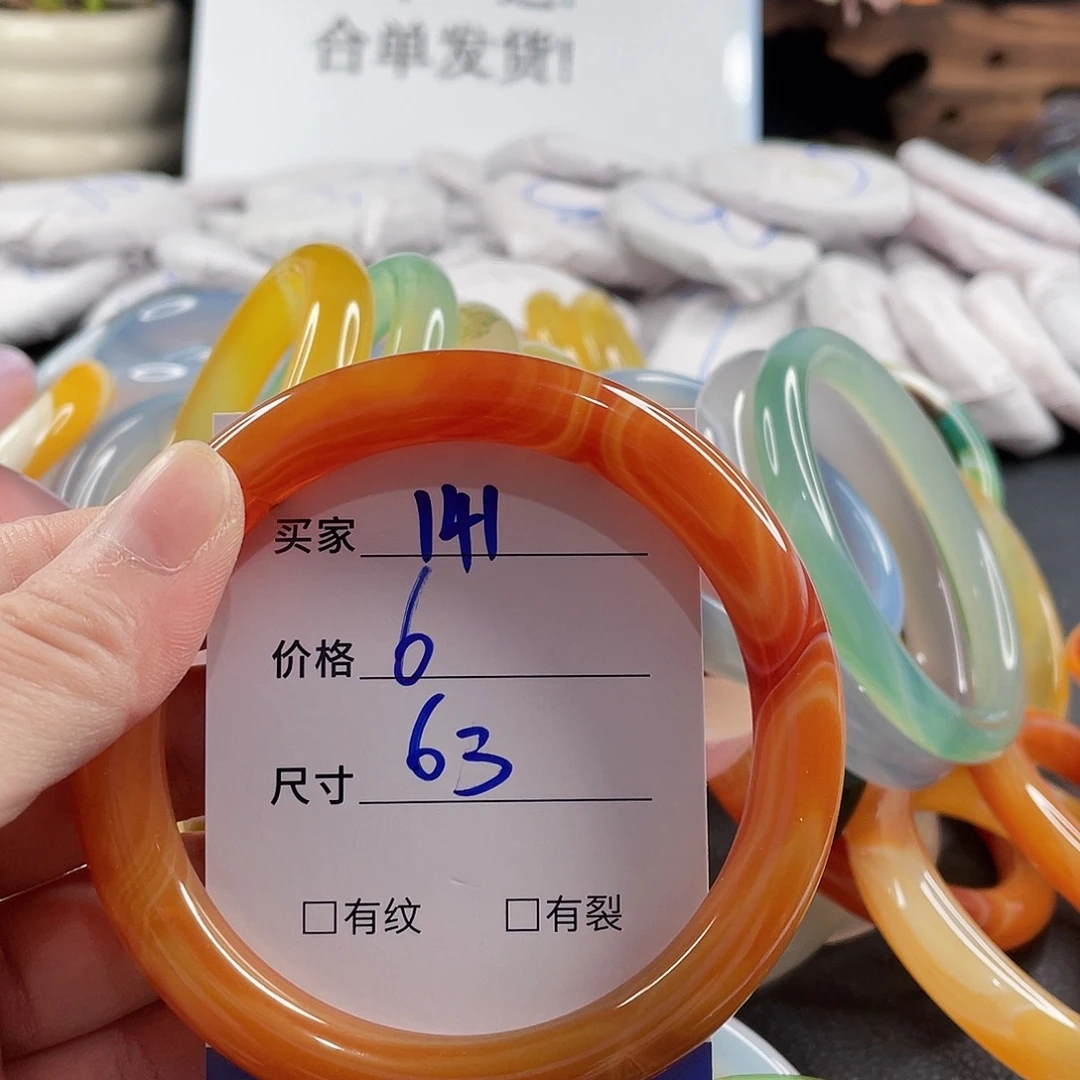 合单发货!
买家 141
价格 6
尺寸 63
□有纹 □有裂